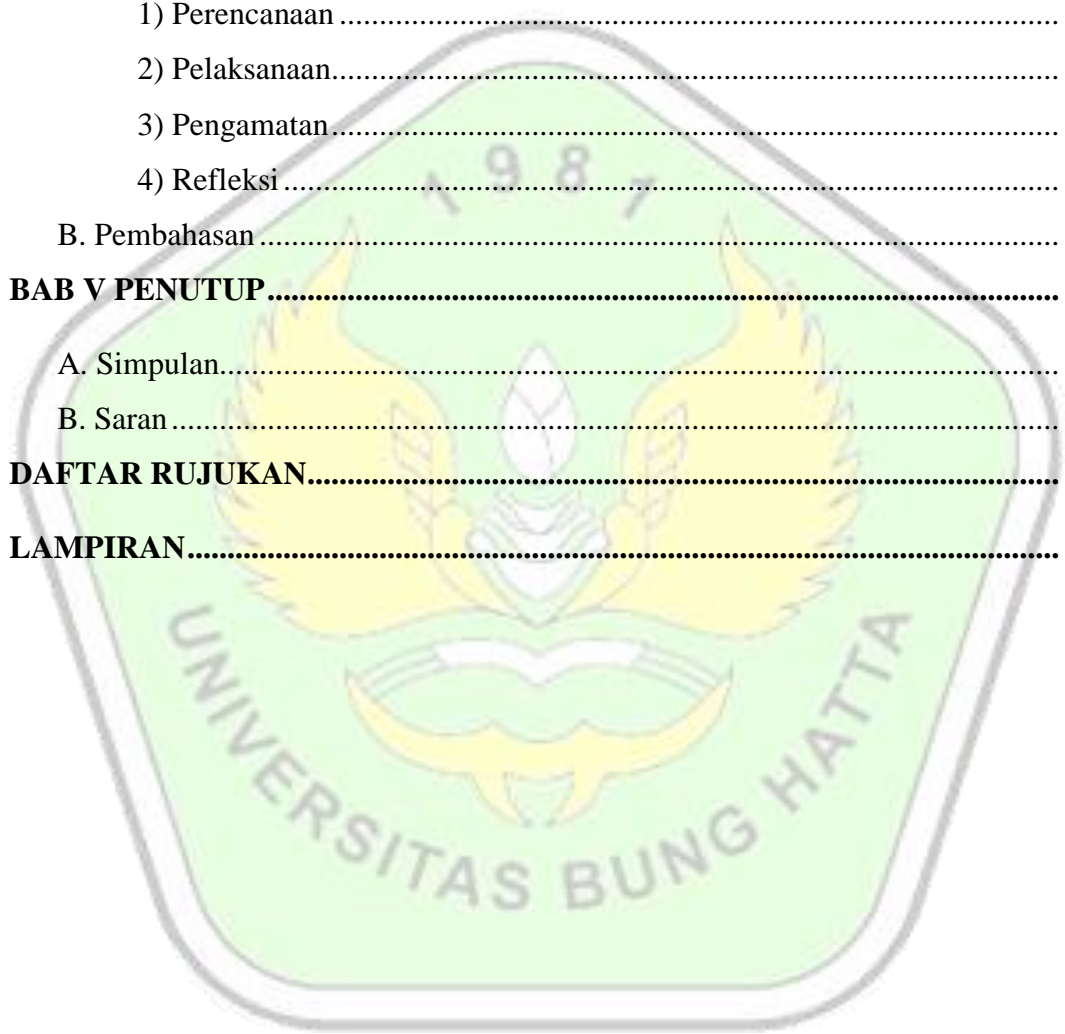 1) Perencanaan ..........................................................................................
2) Pelaksanaan...........................................................................................
3) Pengamatan...........................................................................................
4) Refleksi .................................................................................................
B. Pembahasan ....................................................................................................
BAB V PENUTUP...................................................................................................
A. Simpulan.........................................................................................................
B. Saran ...............................................................................................................
DAFTAR RUJUKAN..............................................................................................
LAMPIRAN.............................................................................................................
1981
UNIVERSITAS BUNG HATTA